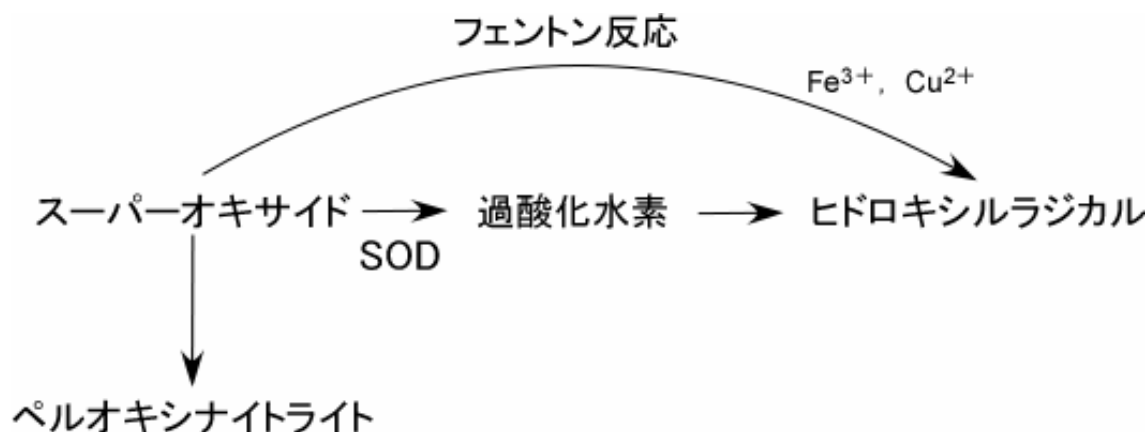 フェントン反応
Fe³⁺, Cu²⁺
スーパーオキサイド
過酸化水素
ヒドロキシルラジカル
SOD
ペルオキシナイトライト